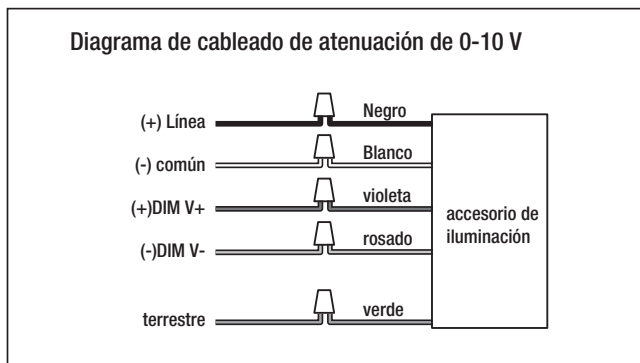 Diagrama de cableado de atenuación de 0-10 V
(+) Línea Negro
(-) común Blanco
(+)DIM V+ violeta
(-)DIM V- rosado
terrestre verde
accesorio de
iluminación